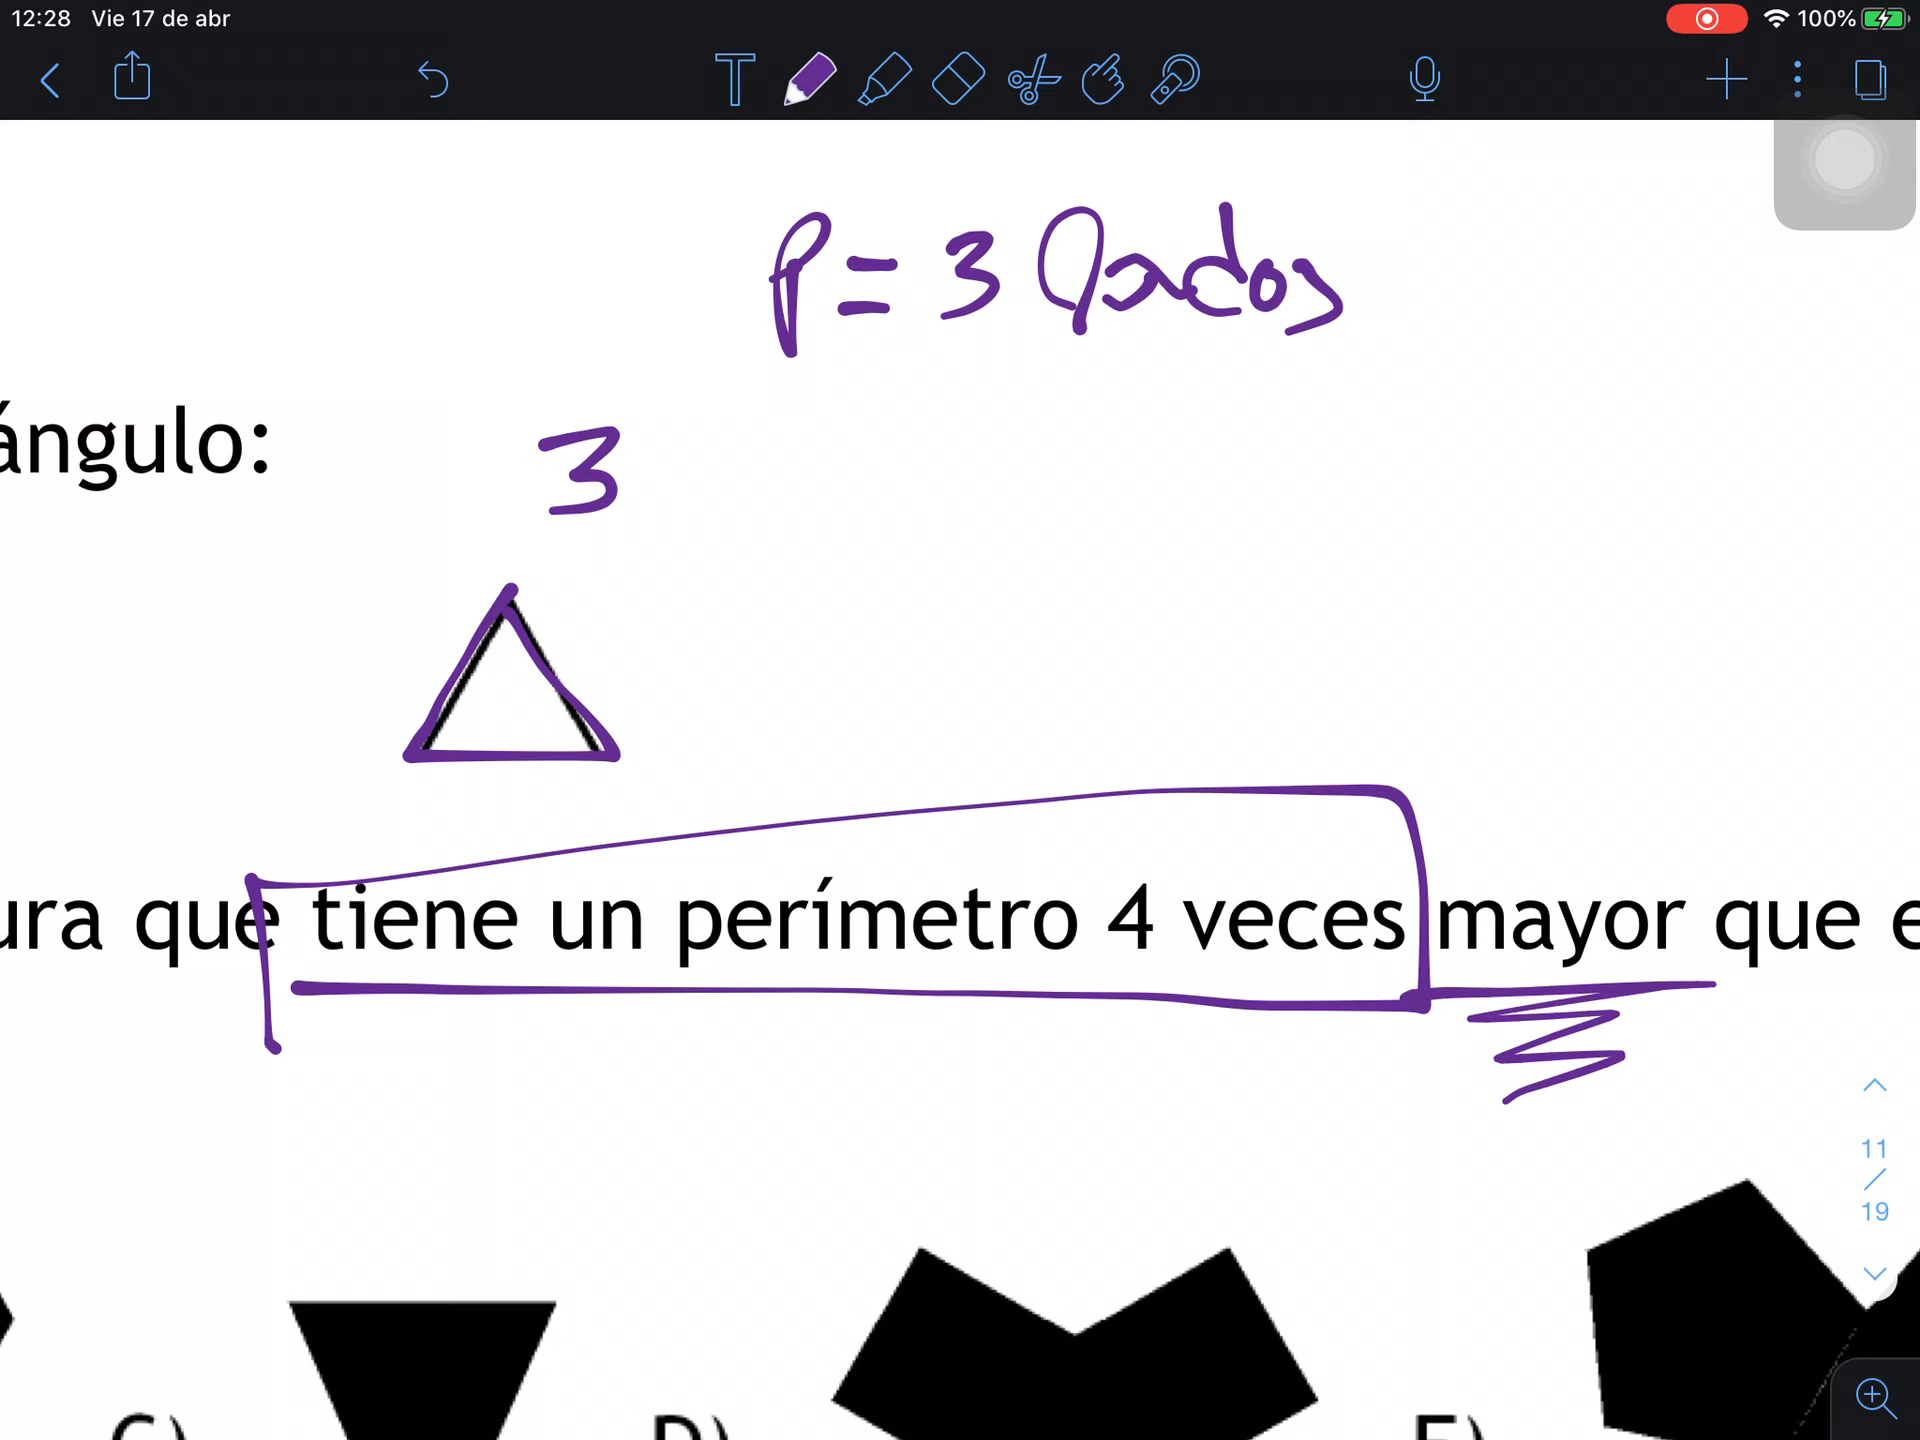 12:28 Vie 17 de abr 100%
T
P = 3 lados
ángulo:
3
ura que tiene un perímetro 4 veces mayor que e
11
/
19
C) D) E)